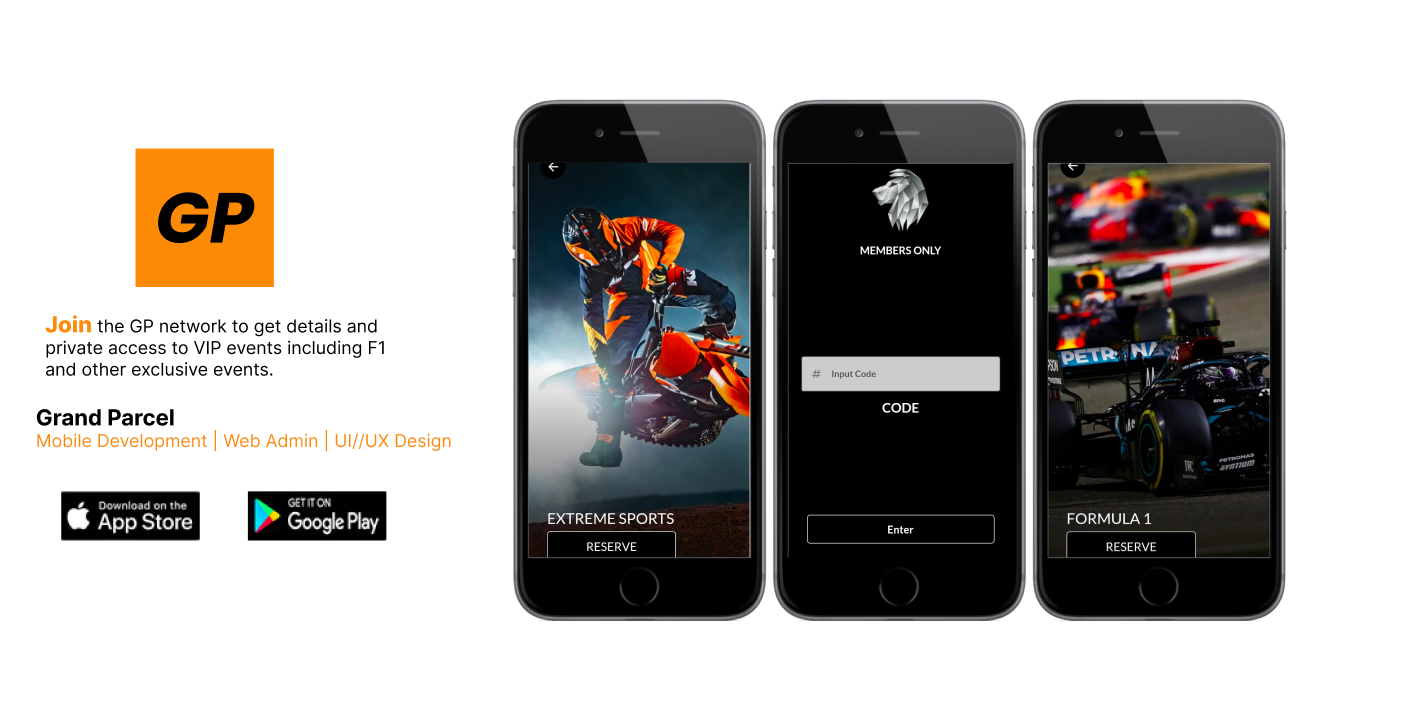 GP
Join the GP network to get details and
private access to VIP events including F1
and other exclusive events.
Grand Parcel
Mobile Development | Web Admin | UI//UX Design
Download on the
App Store
GET IT ON
Google Play
EXTREME SPORTS
RESERVE
MEMBERS ONLY
# Input Code
CODE
Enter
PETRONAS
SYNTIUM
FORMULA 1
RESERVE